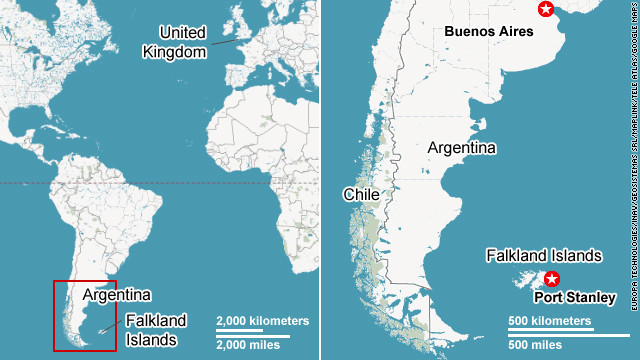 United
Kingdom
Argentina
Falkland
Islands
2,000 kilometers
2,000 miles
Buenos Aires
Argentina
Chile
Falkland Islands
Port Stanley
500 kilometers
500 miles
EUROPA TECHNOLOGIES/INAV/GEOSISTEMAS SRL/MAPLINK/TELE ATLAS/GOOGLE MAPS